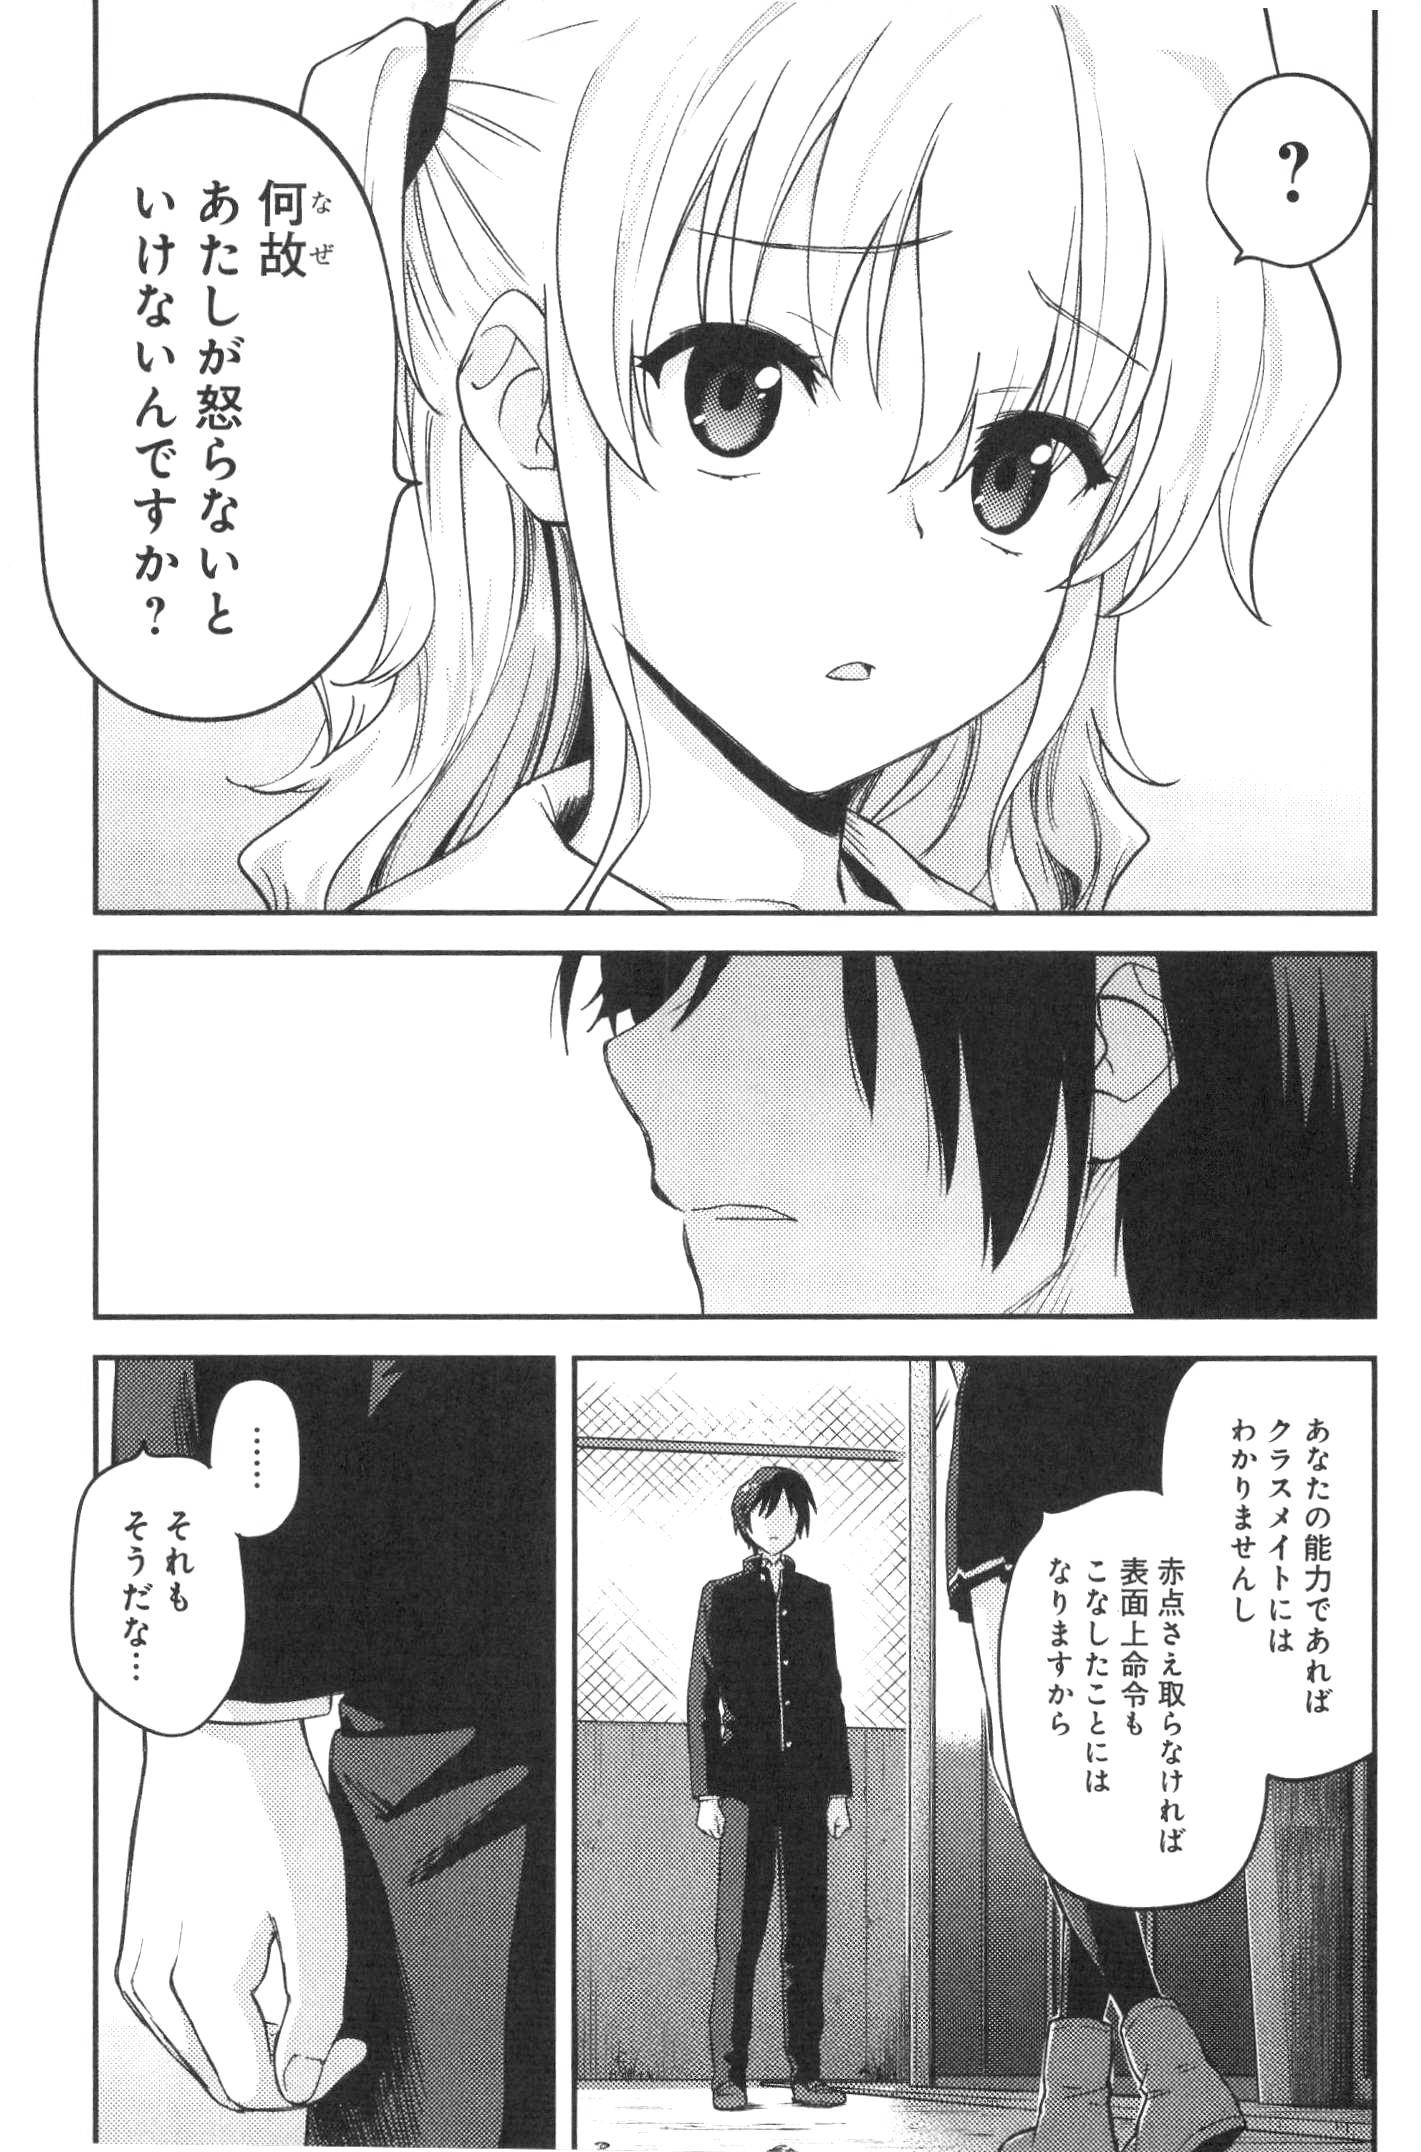 ?
何故
なぜ
あたしが怒らないと
いけないんですか?
あなたの能力であれば
クラスメイトには
わかりませんし
赤点さえ取らなければ
表面上命令も
こなしたことには
なりますから
……
それも
そうだな…